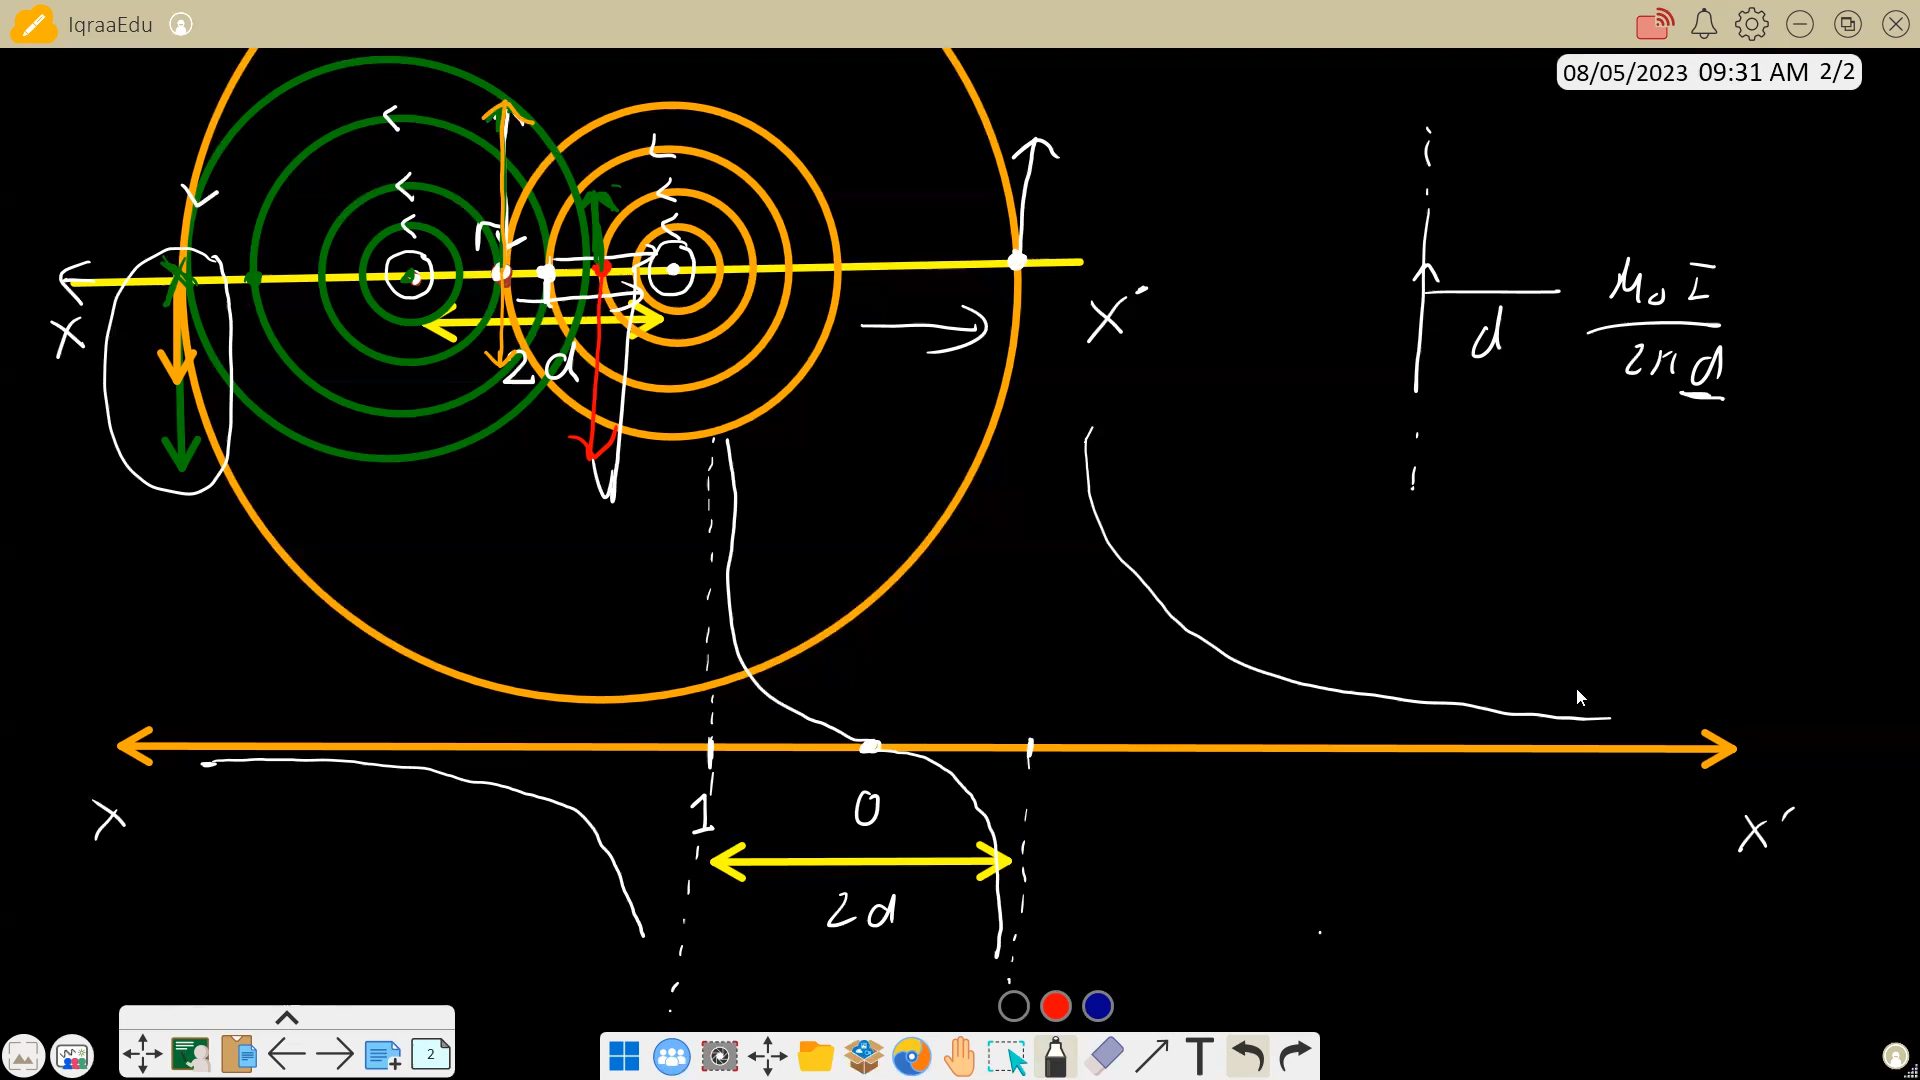 IqraaEdu
08/05/2023 09:31 AM 2/2
X
2d
X'
d
μ₀ I
2π d
1
0
2d
X
X'
2
T